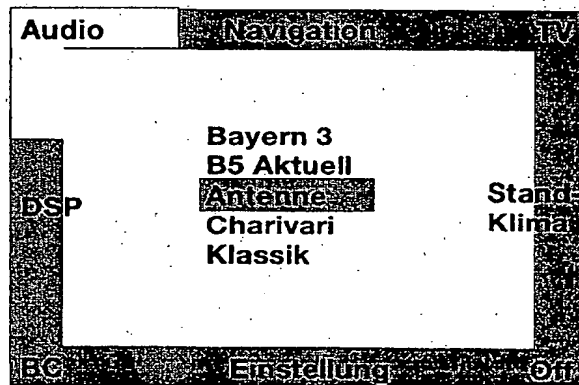 Audio Navigation TV
Bayern 3
B5 Aktuell
Antenne
Charivari
Klassik
DSP
Stand-
Klima
BC Einstellung Off